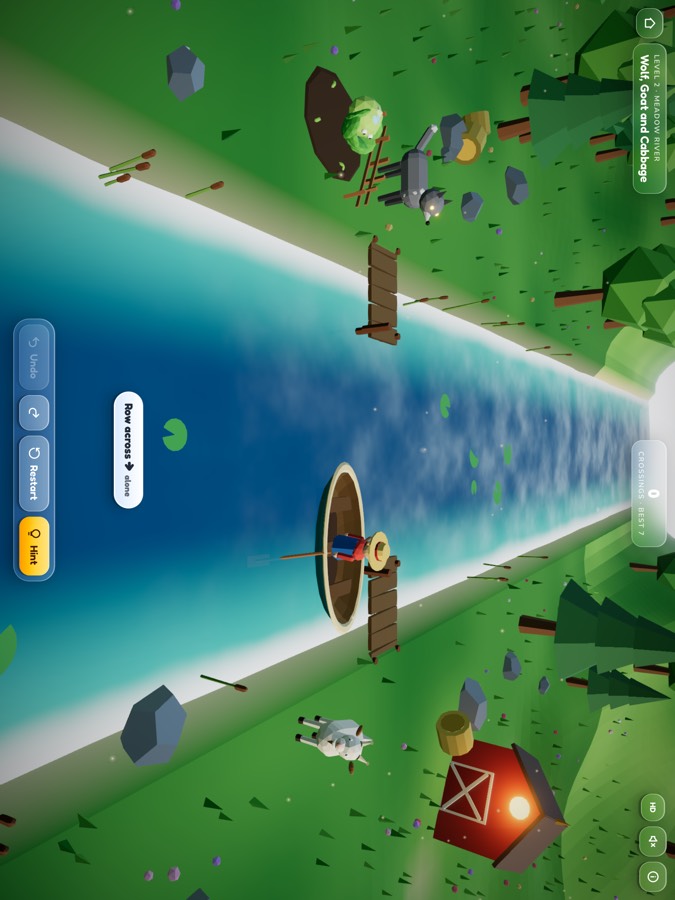 LEVEL 2 · MEADOW RIVER
Wolf, Goat and Cabbage
0
CROSSINGS · BEST 7
HD
Row across → alone
Undo
Restart
Hint